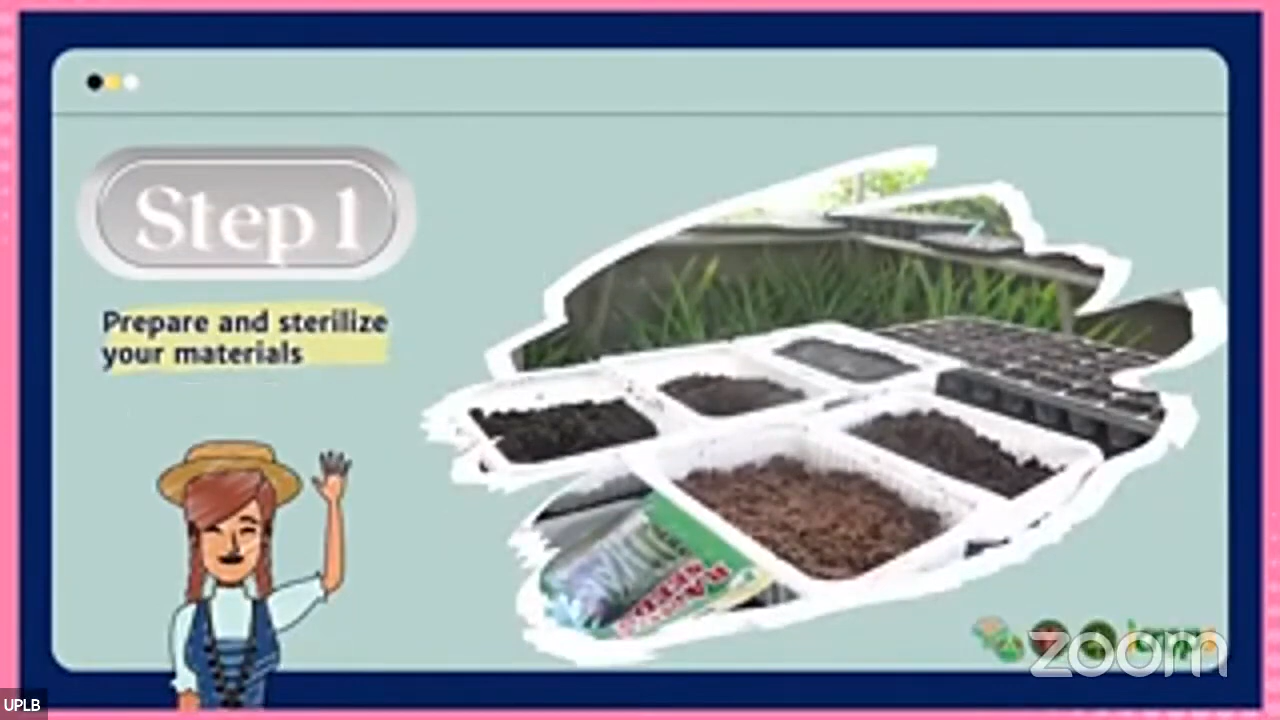 Step 1
Prepare and sterilize
your materials
zoom
UPLB